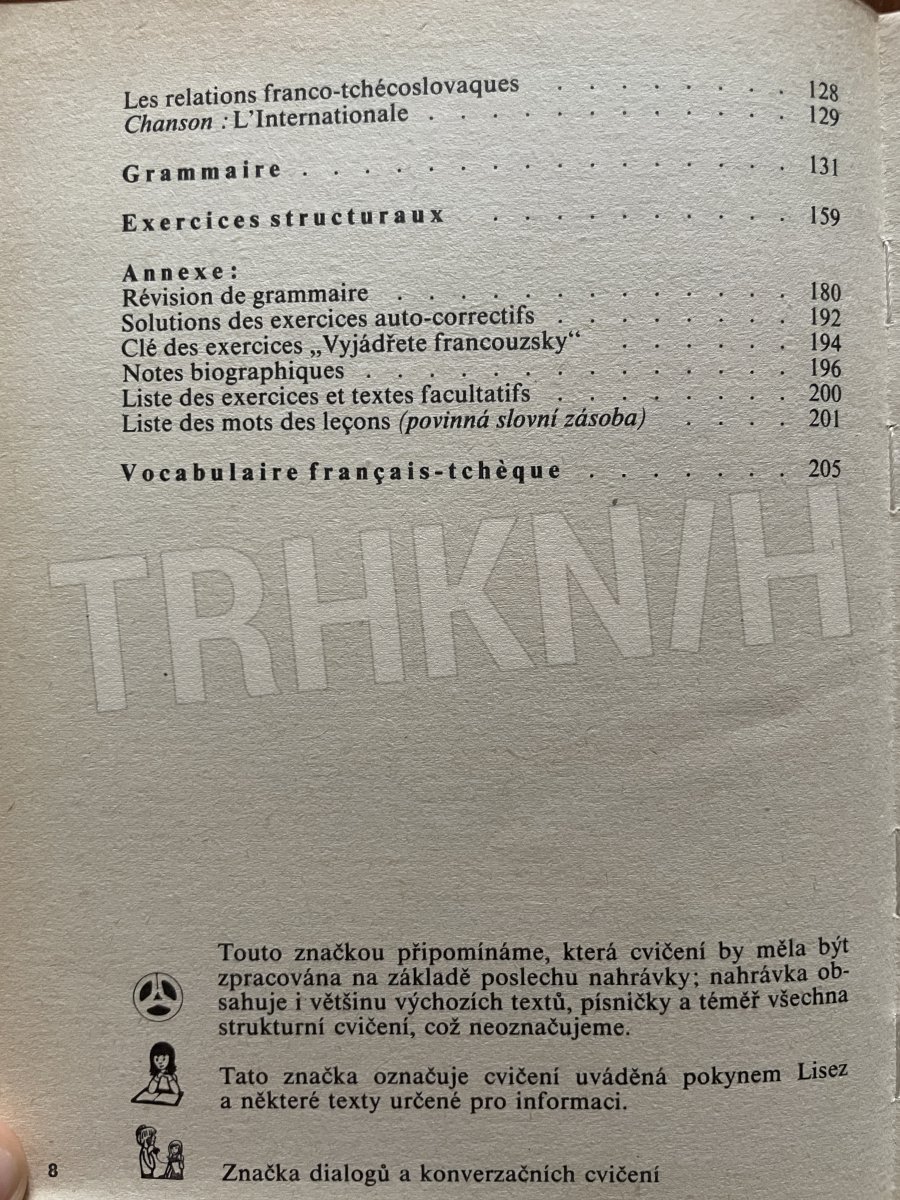 Les relations franco-tchécoslovaques . . . . . . . . 128
Chanson : L'Internationale . . . . . . . . . . . . 129
Grammaire . . . . . . . . . . . . . . . . 131
Exercices structuraux . . . . . . . . . . 159
Annexe:
Révision de grammaire . . . . . . . . . . . . . 180
Solutions des exercices auto-correctifs . . . . . . . . 192
Clé des exercices „Vyjádřete francouzsky“ . . . . . . 194
Notes biographiques . . . . . . . . . . . . . . 196
Liste des exercices et textes facultatifs . . . . . . . . 200
Liste des mots des leçons (povinná slovní zásoba) . . . . 201
Vocabulaire français-tchèque . . . . . . . 205
TRHKN/H
Touto značkou připomínáme, která cvičení by měla být
zpracována na základě poslechu nahrávky; nahrávka ob-
sahuje i většinu výchozích textů, písničky a téměř všechna
strukturní cvičení, což neoznačujeme.
Tato značka označuje cvičení uváděná pokynem Lisez
a některé texty určené pro informaci.
8 Značka dialogů a konverzačních cvičení